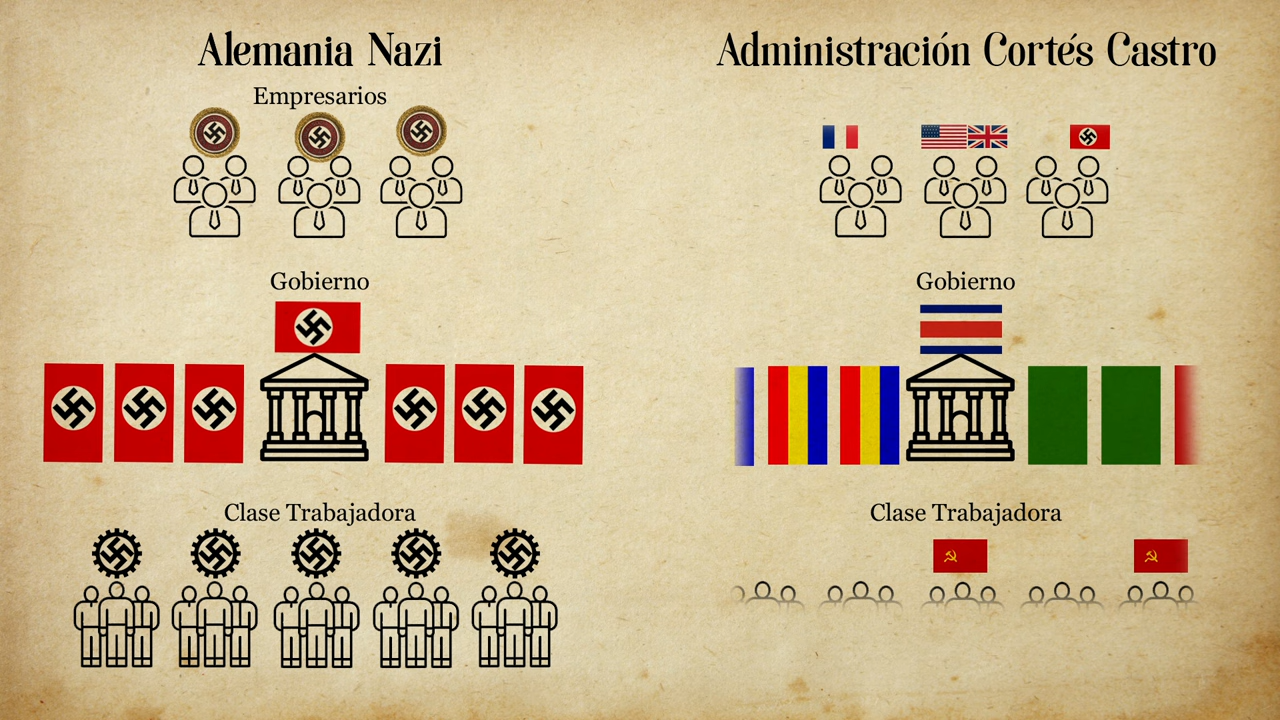 Alemania Nazi
Administración Cortés Castro
Empresarios
Gobierno
Gobierno
Clase Trabajadora
Clase Trabajadora